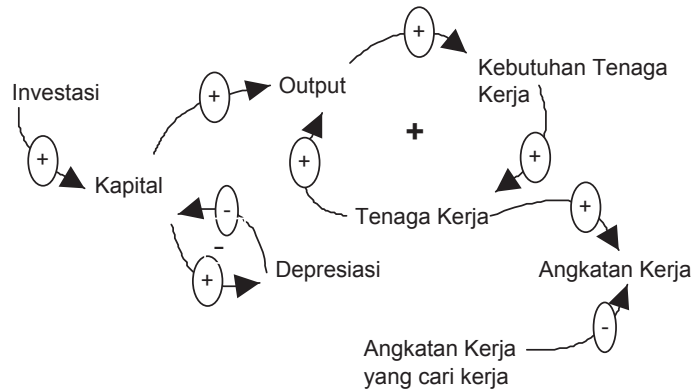 +
Investasi
+
Output
Kebutuhan Tenaga
Kerja
+
+
+
+
Kapital
-
-
+
Depresiasi
Tenaga Kerja
+
Angkatan Kerja
-
Angkatan Kerja
yang cari kerja